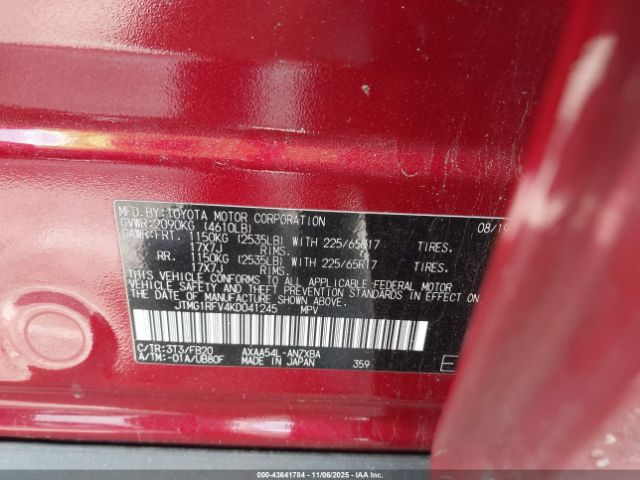 MFD. BY: TOYOTA MOTOR CORPORATION 08/19
GVWR: 2090KG (4610LB)
GAWR: FRT. 1150KG (2535LB) WITH 225/65R17 TIRES.
17X7J RIMS.
RR. 1150KG (2535LB) WITH 225/65R17 TIRES.
17X7J RIMS.
THIS VEHICLE CONFORMS TO ALL APPLICABLE FEDERAL MOTOR
VEHICLE SAFETY AND THEFT PREVENTION STANDARDS IN
EFFECT ON THE DATE OF MANUFACTURE SHOWN ABOVE.
JTMG1RFV4KD041245 MPV
C/TR: 3T3/FB20 AXAA54L-ANZXBA
A/TM: -01A/UB80F MADE IN JAPAN 359
000-43641784 - 11/06/2025 - IAAI.COM